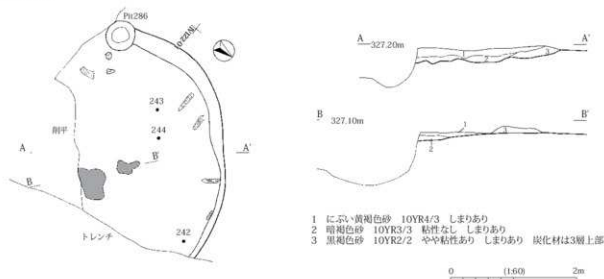 Pit286
243
244
削平
A
A'
B'
B
トレンチ
242
A
327.20m
A'
1
2
3
B
327.10m
B'
1
2
3
1 にぶい黄褐色砂 10YR4/3 しまりあり
2 暗褐色砂 10YR3/3 粘性なし しまりあり
3 黒褐色砂 10YR2/2 やや粘性あり しまりあり 炭化材は3層上部
0 (1:60) 2m